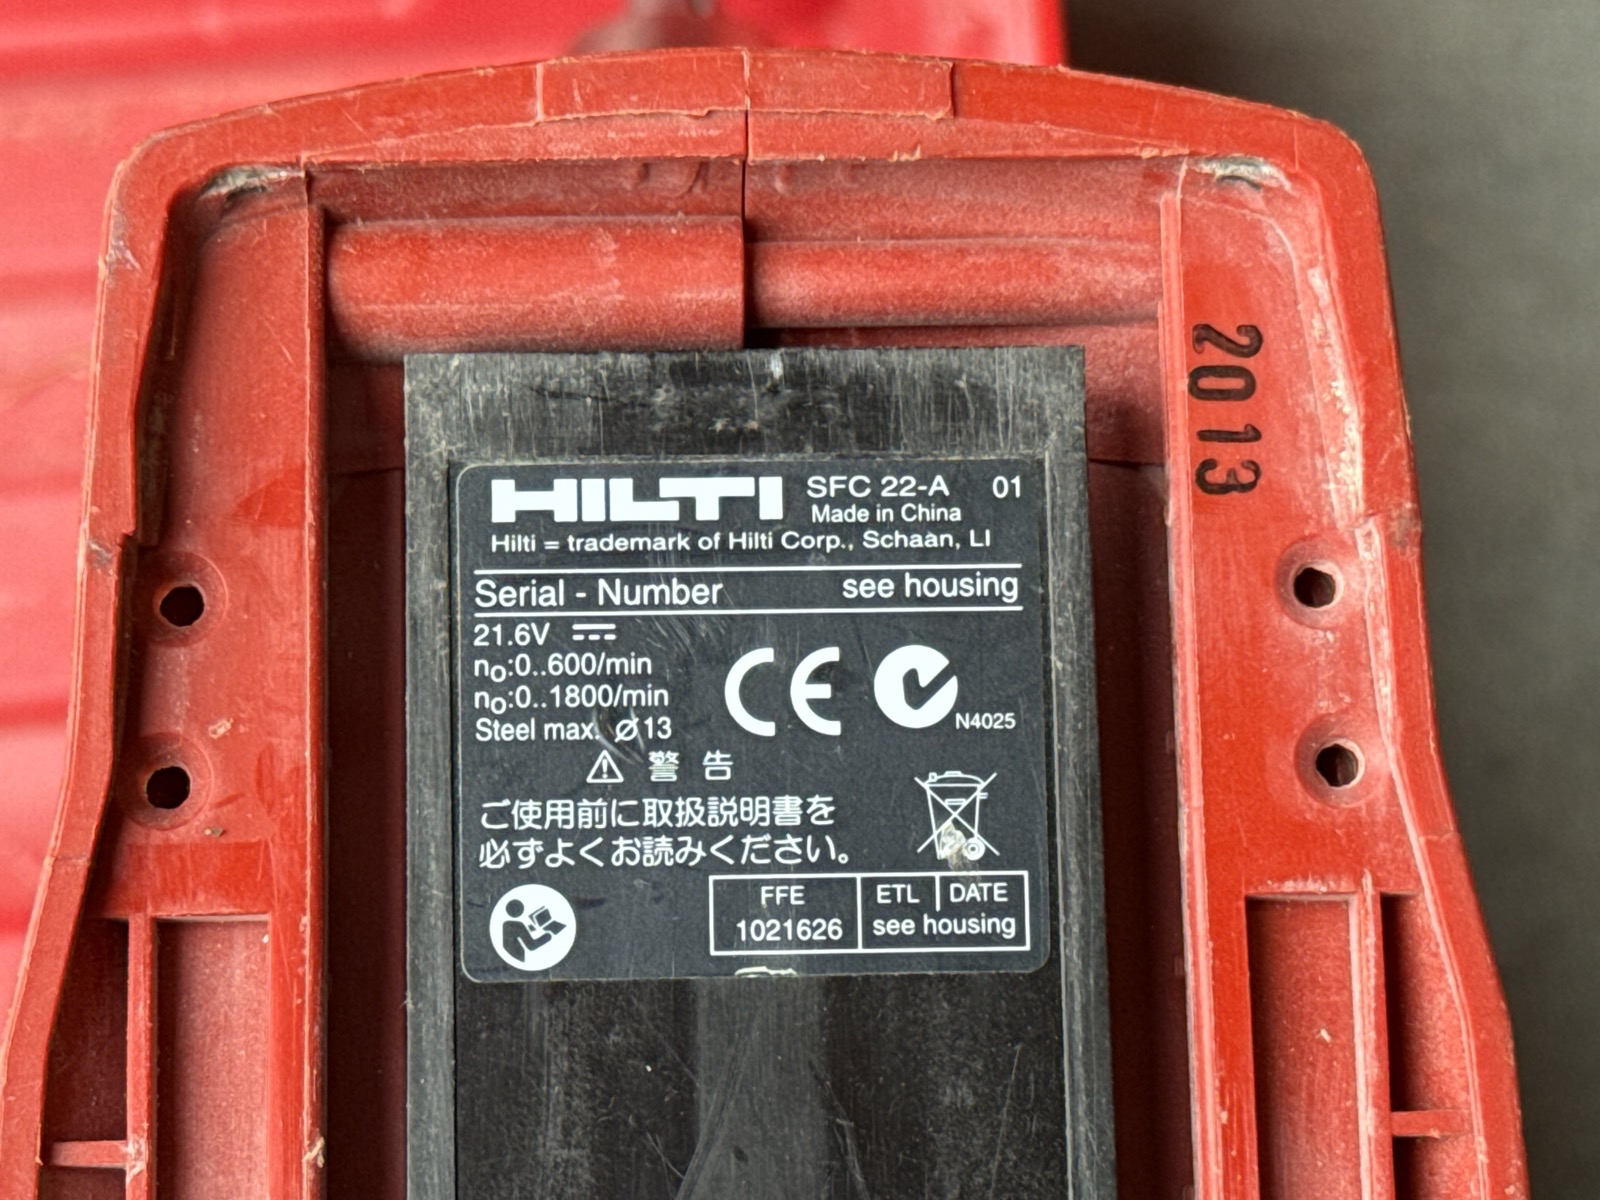 HILTI SFC 22-A 01
Made in China
Hilti = trademark of Hilti Corp., Schaan, LI
Serial - Number see housing
21.6V
no:0..600/min
no:0..1800/min
Steel max. Ø 13
CE
N4025
警告
ご使用前に取扱説明書を
必ずよくお読みください。
FFE ETL DATE
1021626 see housing
2013